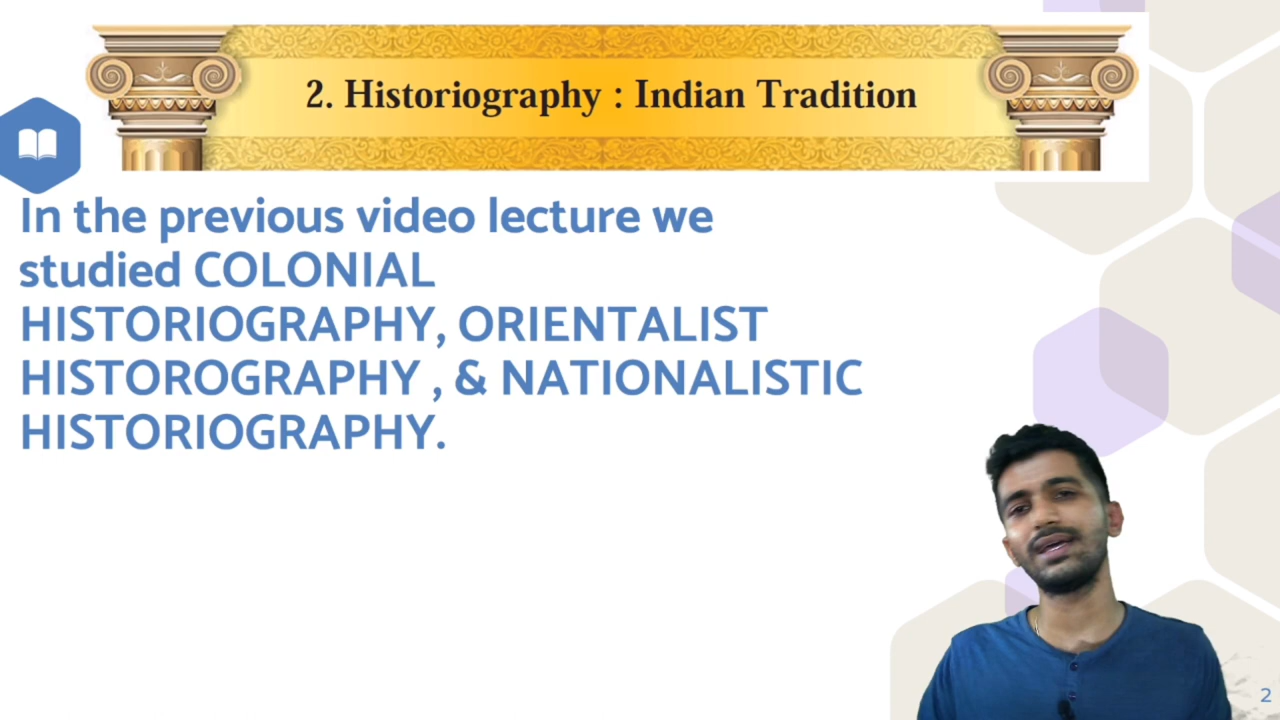 2. Historiography : Indian Tradition
In the previous video lecture we
studied COLONIAL
HISTORIOGRAPHY, ORIENTALIST
HISTOROGRAPHY , & NATIONALISTIC
HISTORIOGRAPHY.
2